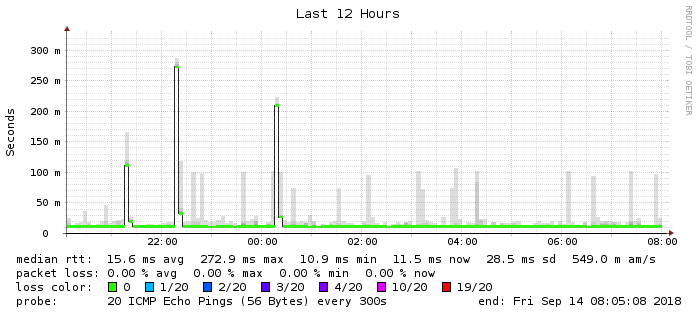 Last 12 Hours
RRDTOOL / TOBI OETIKER
Seconds
300 m
250 m
200 m
150 m
100 m
50 m
0
22:00 00:00 02:00 04:00 06:00 08:00
median rtt: 15.6 ms avg 272.9 ms max 10.9 ms min 11.5 ms now 28.5 ms sd 549.0 m am/s
packet loss: 0.00 % avg 0.00 % max 0.00 % min 0.00 % now
loss color: 0 1/20 2/20 3/20 4/20 10/20 19/20
probe: 20 ICMP Echo Pings (56 Bytes) every 300s end: Fri Sep 14 08:05:08 2018